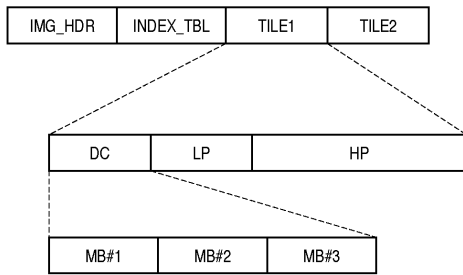 IMG_HDR INDEX_TBL TILE1 TILE2
DC LP HP
MB#1 MB#2 MB#3